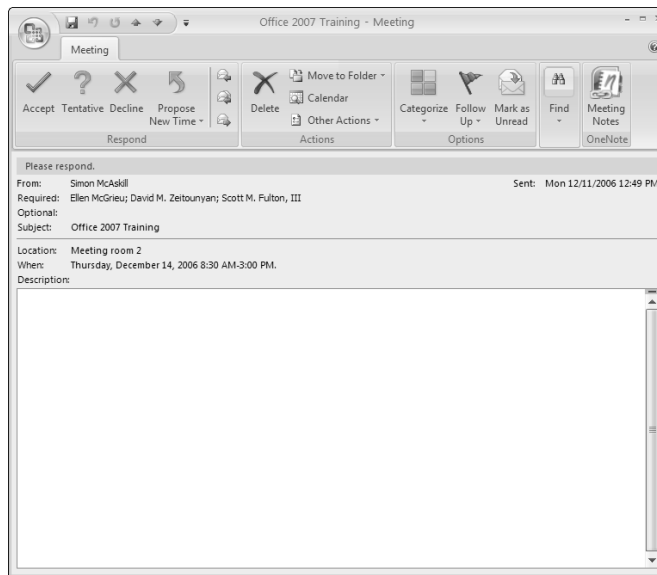 Office 2007 Training - Meeting
Meeting
Move to Folder
Calendar
Other Actions
Accept Tentative Decline Propose New Time
Delete
Categorize Follow Up Mark as Unread
Find
Meeting Notes
Respond Actions Options OneNote
Please respond.
From: Simon McAskill Sent: Mon 12/11/2006 12:49 PM
Required: Ellen McGrieu; David M. Zeitounyan; Scott M. Fulton, III
Optional:
Subject: Office 2007 Training
Location: Meeting room 2
When: Thursday, December 14, 2006 8:30 AM-3:00 PM.
Description: